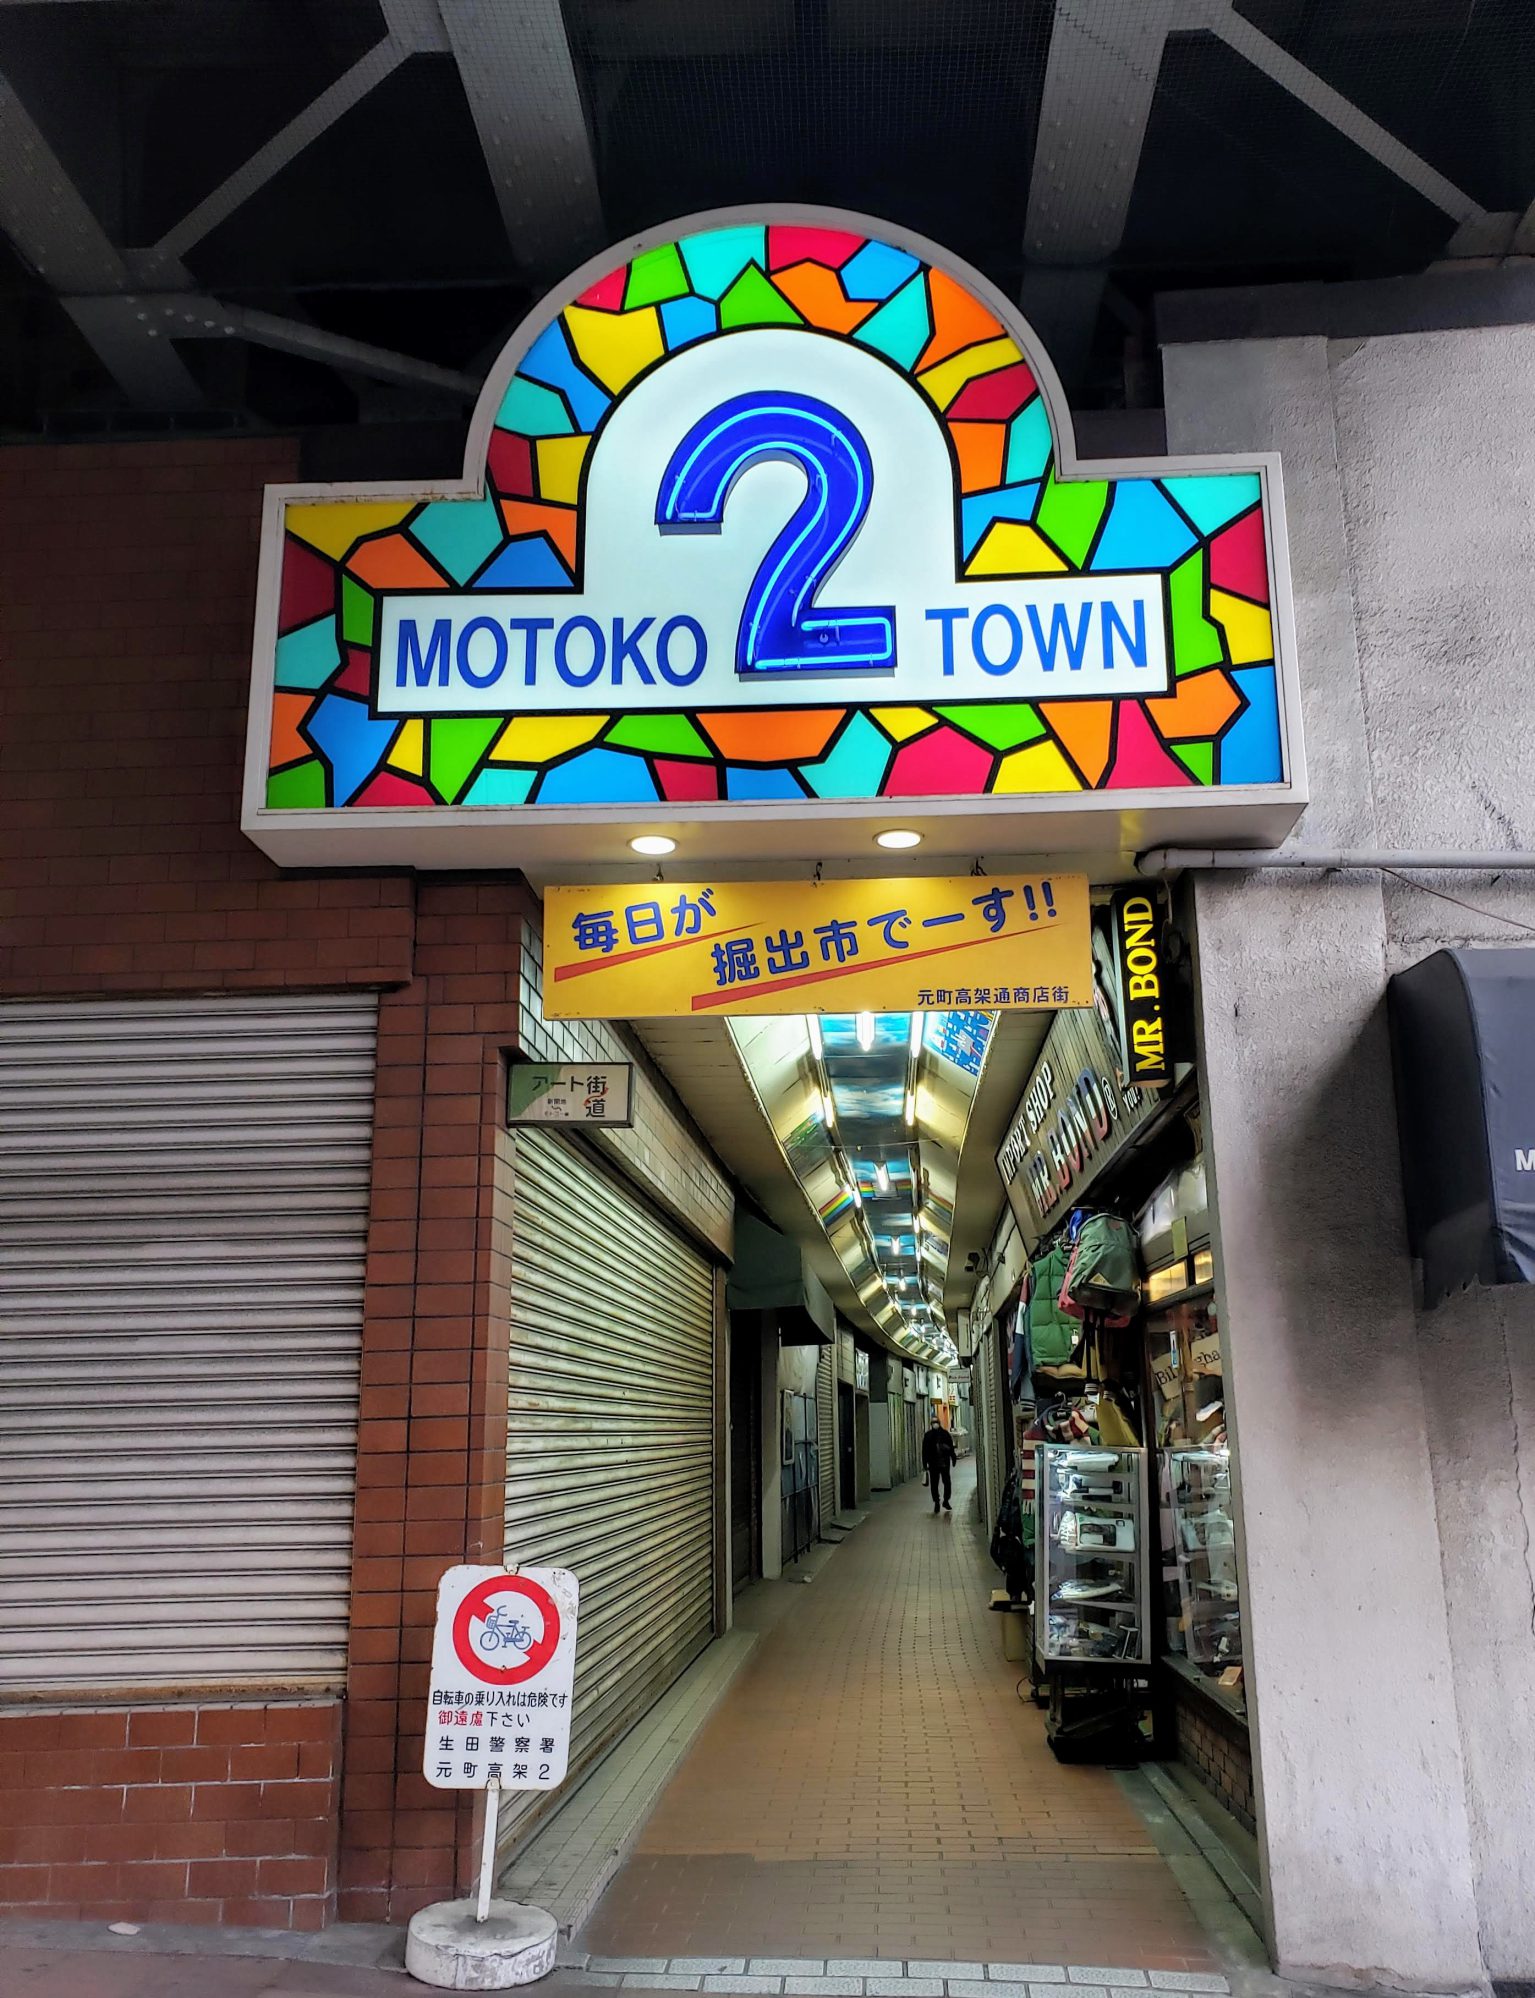 MOTOKO 2 TOWN
毎日が
掘出市でーす!!
元町高架通商店街
MR. BOND
アート街道
IMPORT SHOP
MR. BOND®
自転車の乗り入れは危険です
御遠慮下さい
生田警察署
元町高架2
M